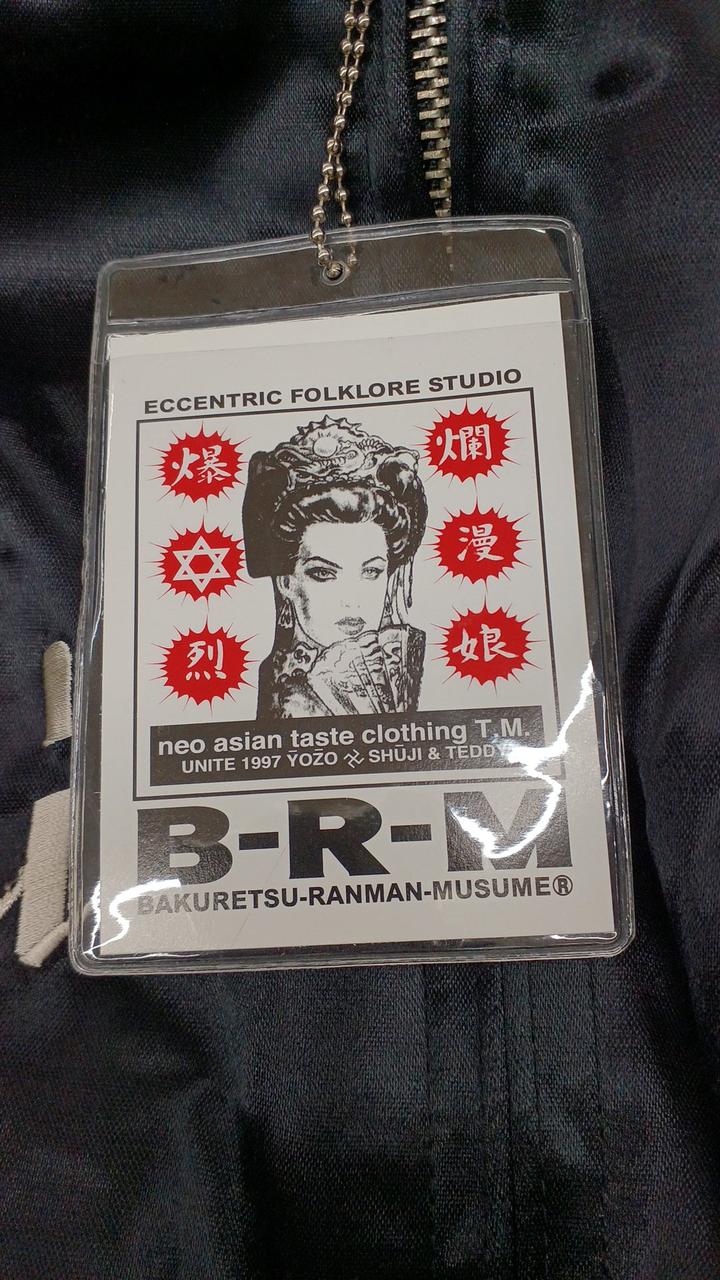 ECCENTRIC FOLKLORE STUDIO
爆
烈
爛
漫
娘
neo asian taste clothing T.M.
UNITE 1997 ȲOZ̄O 卍 SHŪJI & TEDDY
B-R-M
BAKURETSU-RANMAN-MUSUME®